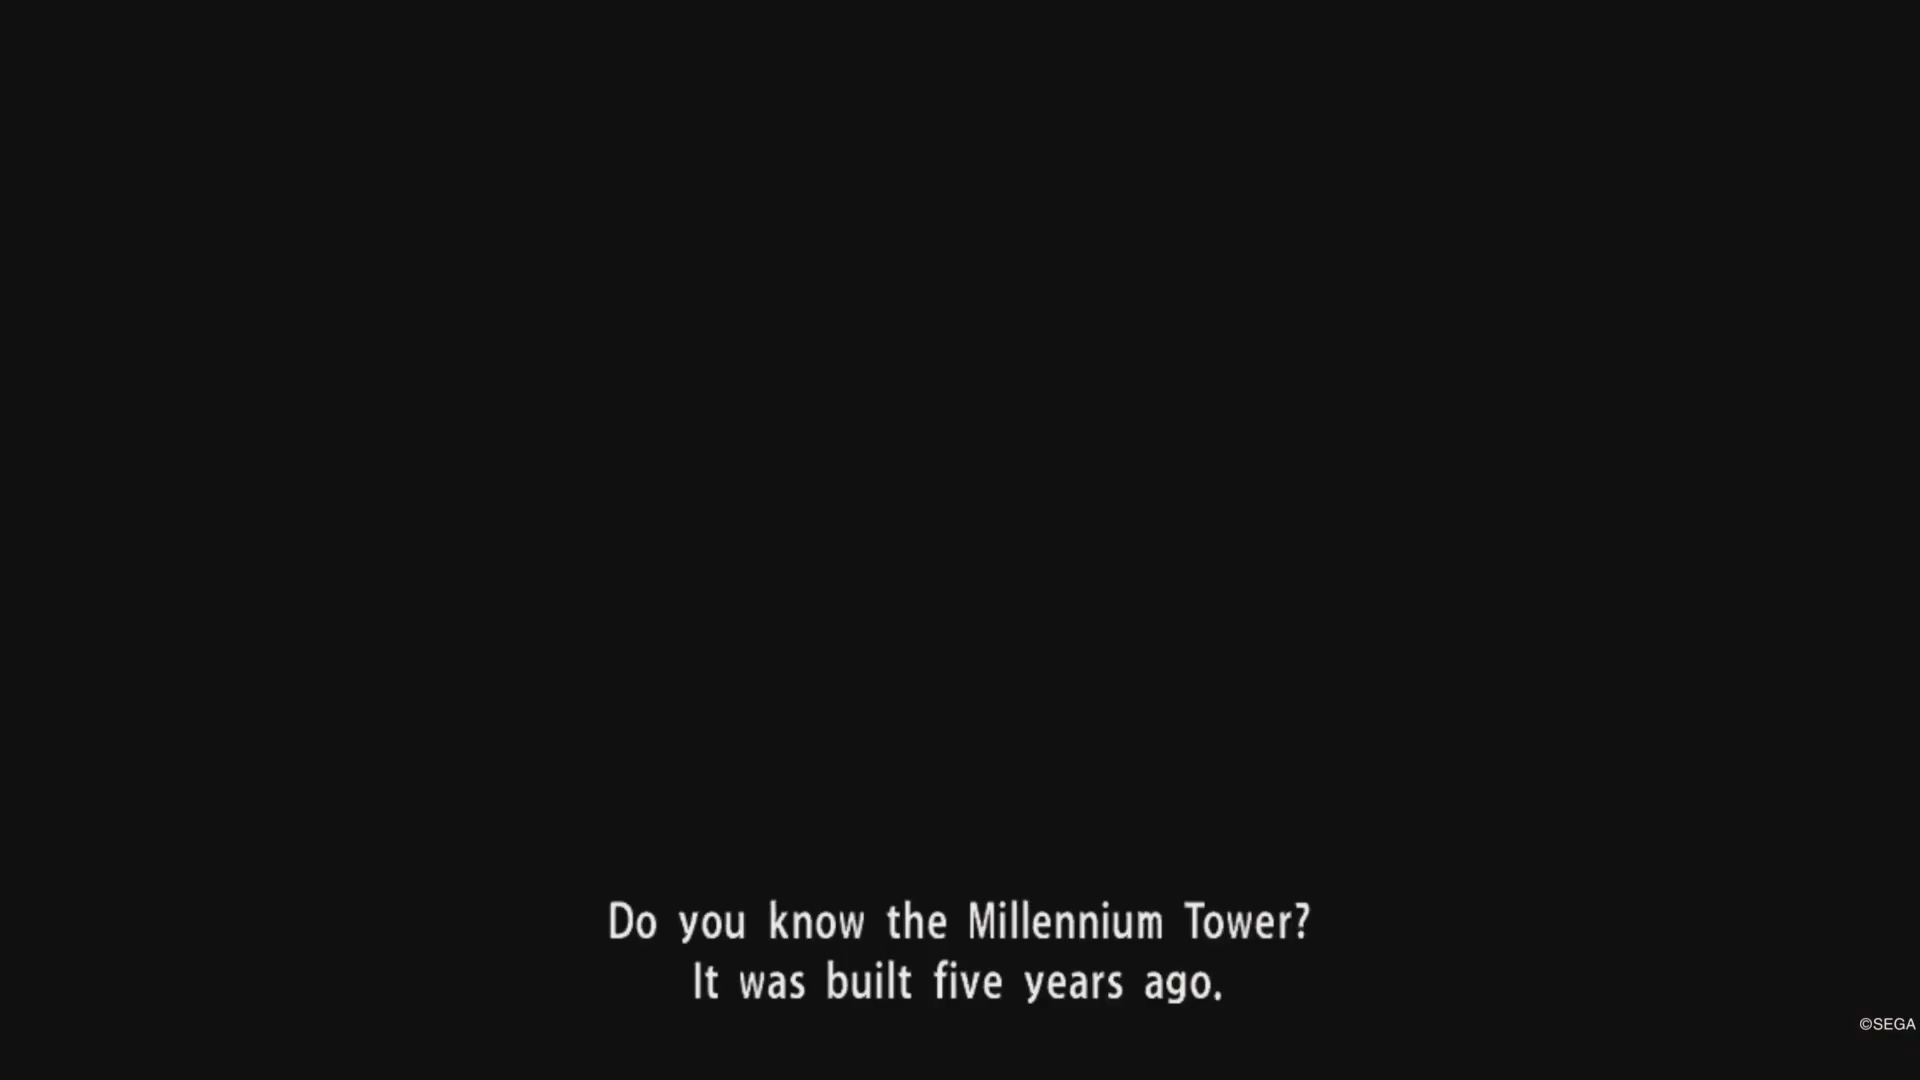 Do you know the Millennium Tower?
It was built five years ago.
©SEGA